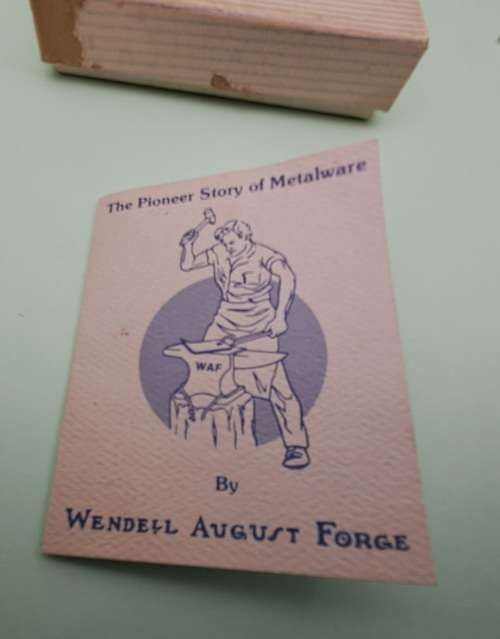 The Pioneer Story of Metalware
WAF
By
WENDELL AUGUST FORGE